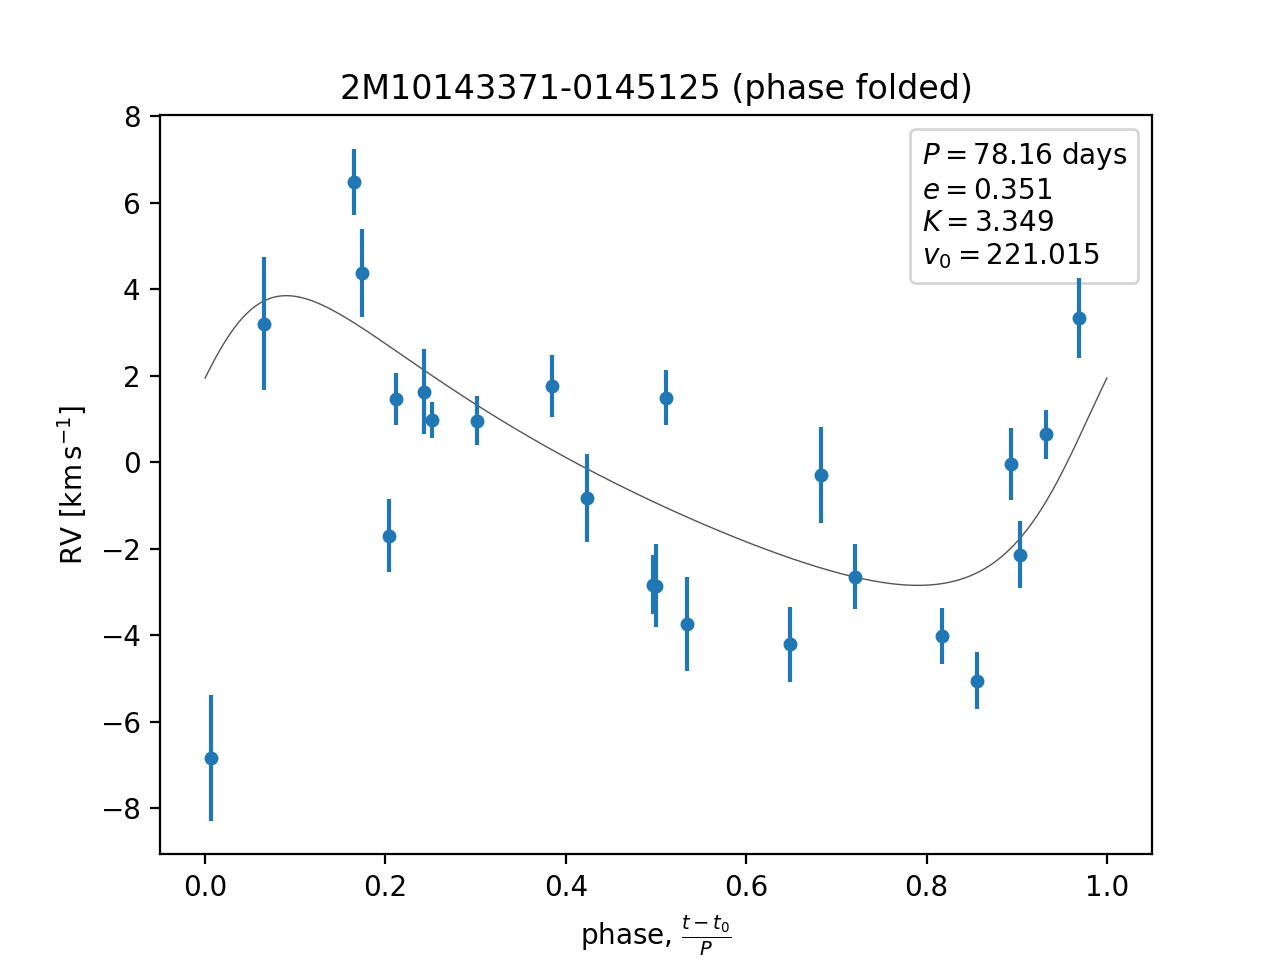 2M10143371-0145125 (phase folded)
P = 78.16 days
e = 0.351
K = 3.349
v₀ = 221.015
RV [km s⁻¹]
8
6
4
2
0
−2
−4
−6
−8
0.0 0.2 0.4 0.6 0.8 1.0
phase, (t − t₀)/P